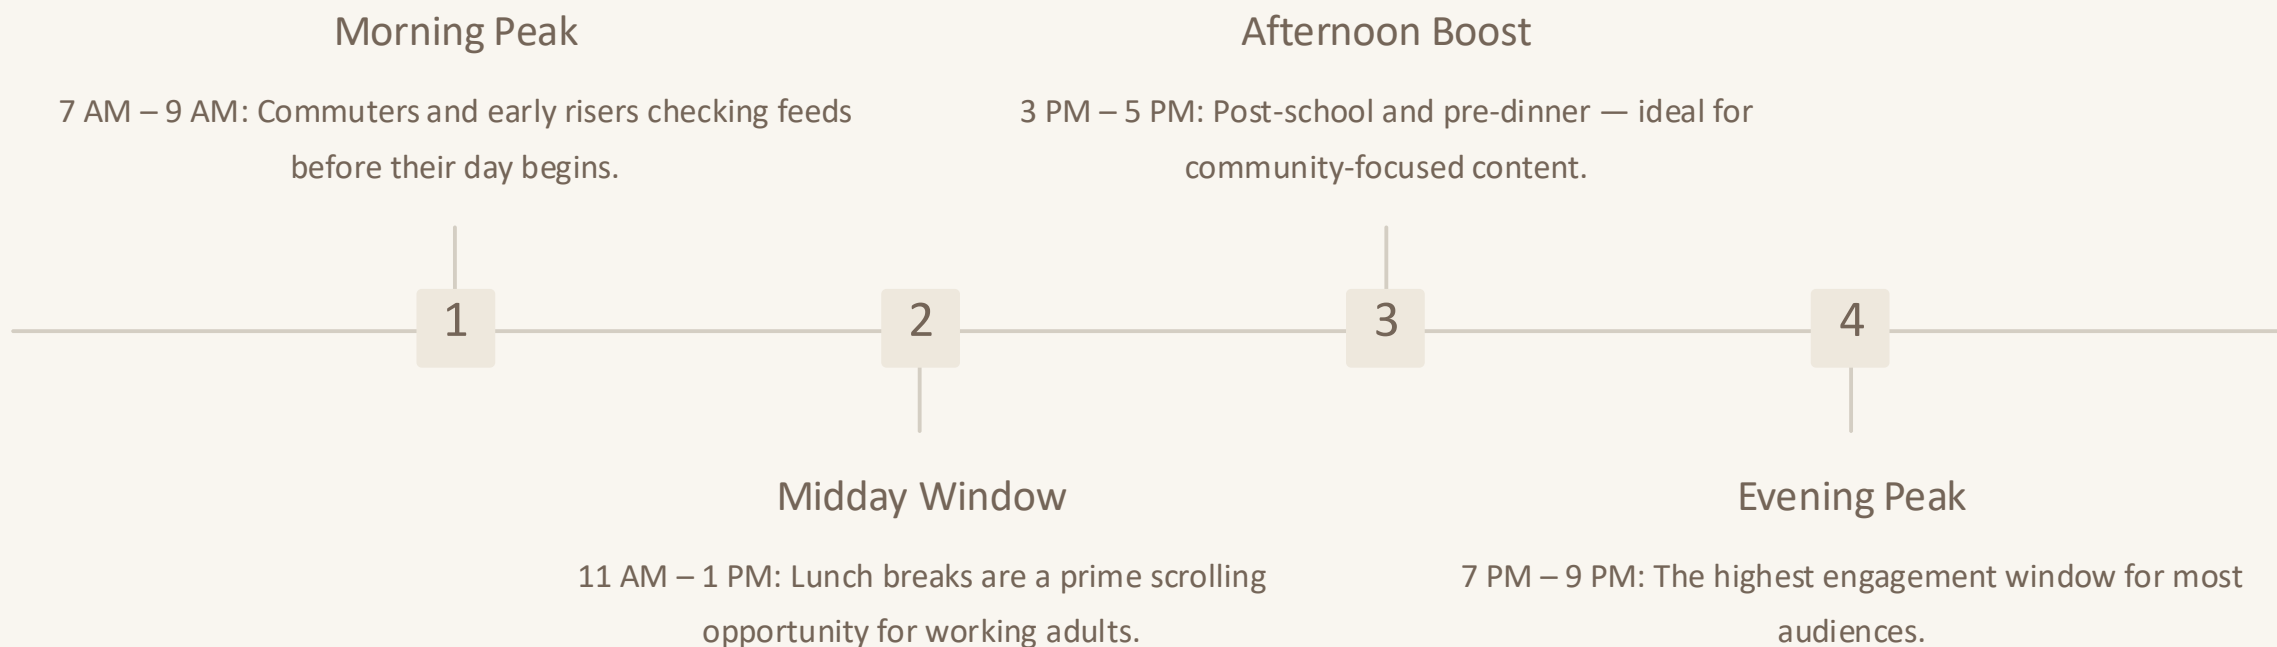 Morning Peak
7 AM – 9 AM: Commuters and early risers checking feeds
before their day begins.
Afternoon Boost
3 PM – 5 PM: Post-school and pre-dinner — ideal for
community-focused content.
1
2
3
4
Midday Window
11 AM – 1 PM: Lunch breaks are a prime scrolling
opportunity for working adults.
Evening Peak
7 PM – 9 PM: The highest engagement window for most
audiences.